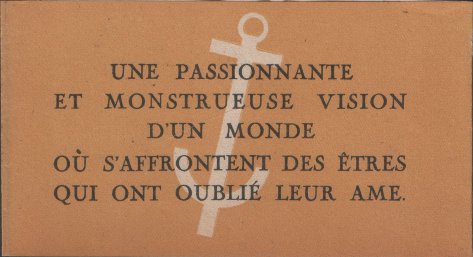 UNE PASSIONNANTE
ET MONSTRUEUSE VISION
D'UN MONDE
OÙ S'AFFRONTENT DES ÊTRES
QUI ONT OUBLIÉ LEUR AME.